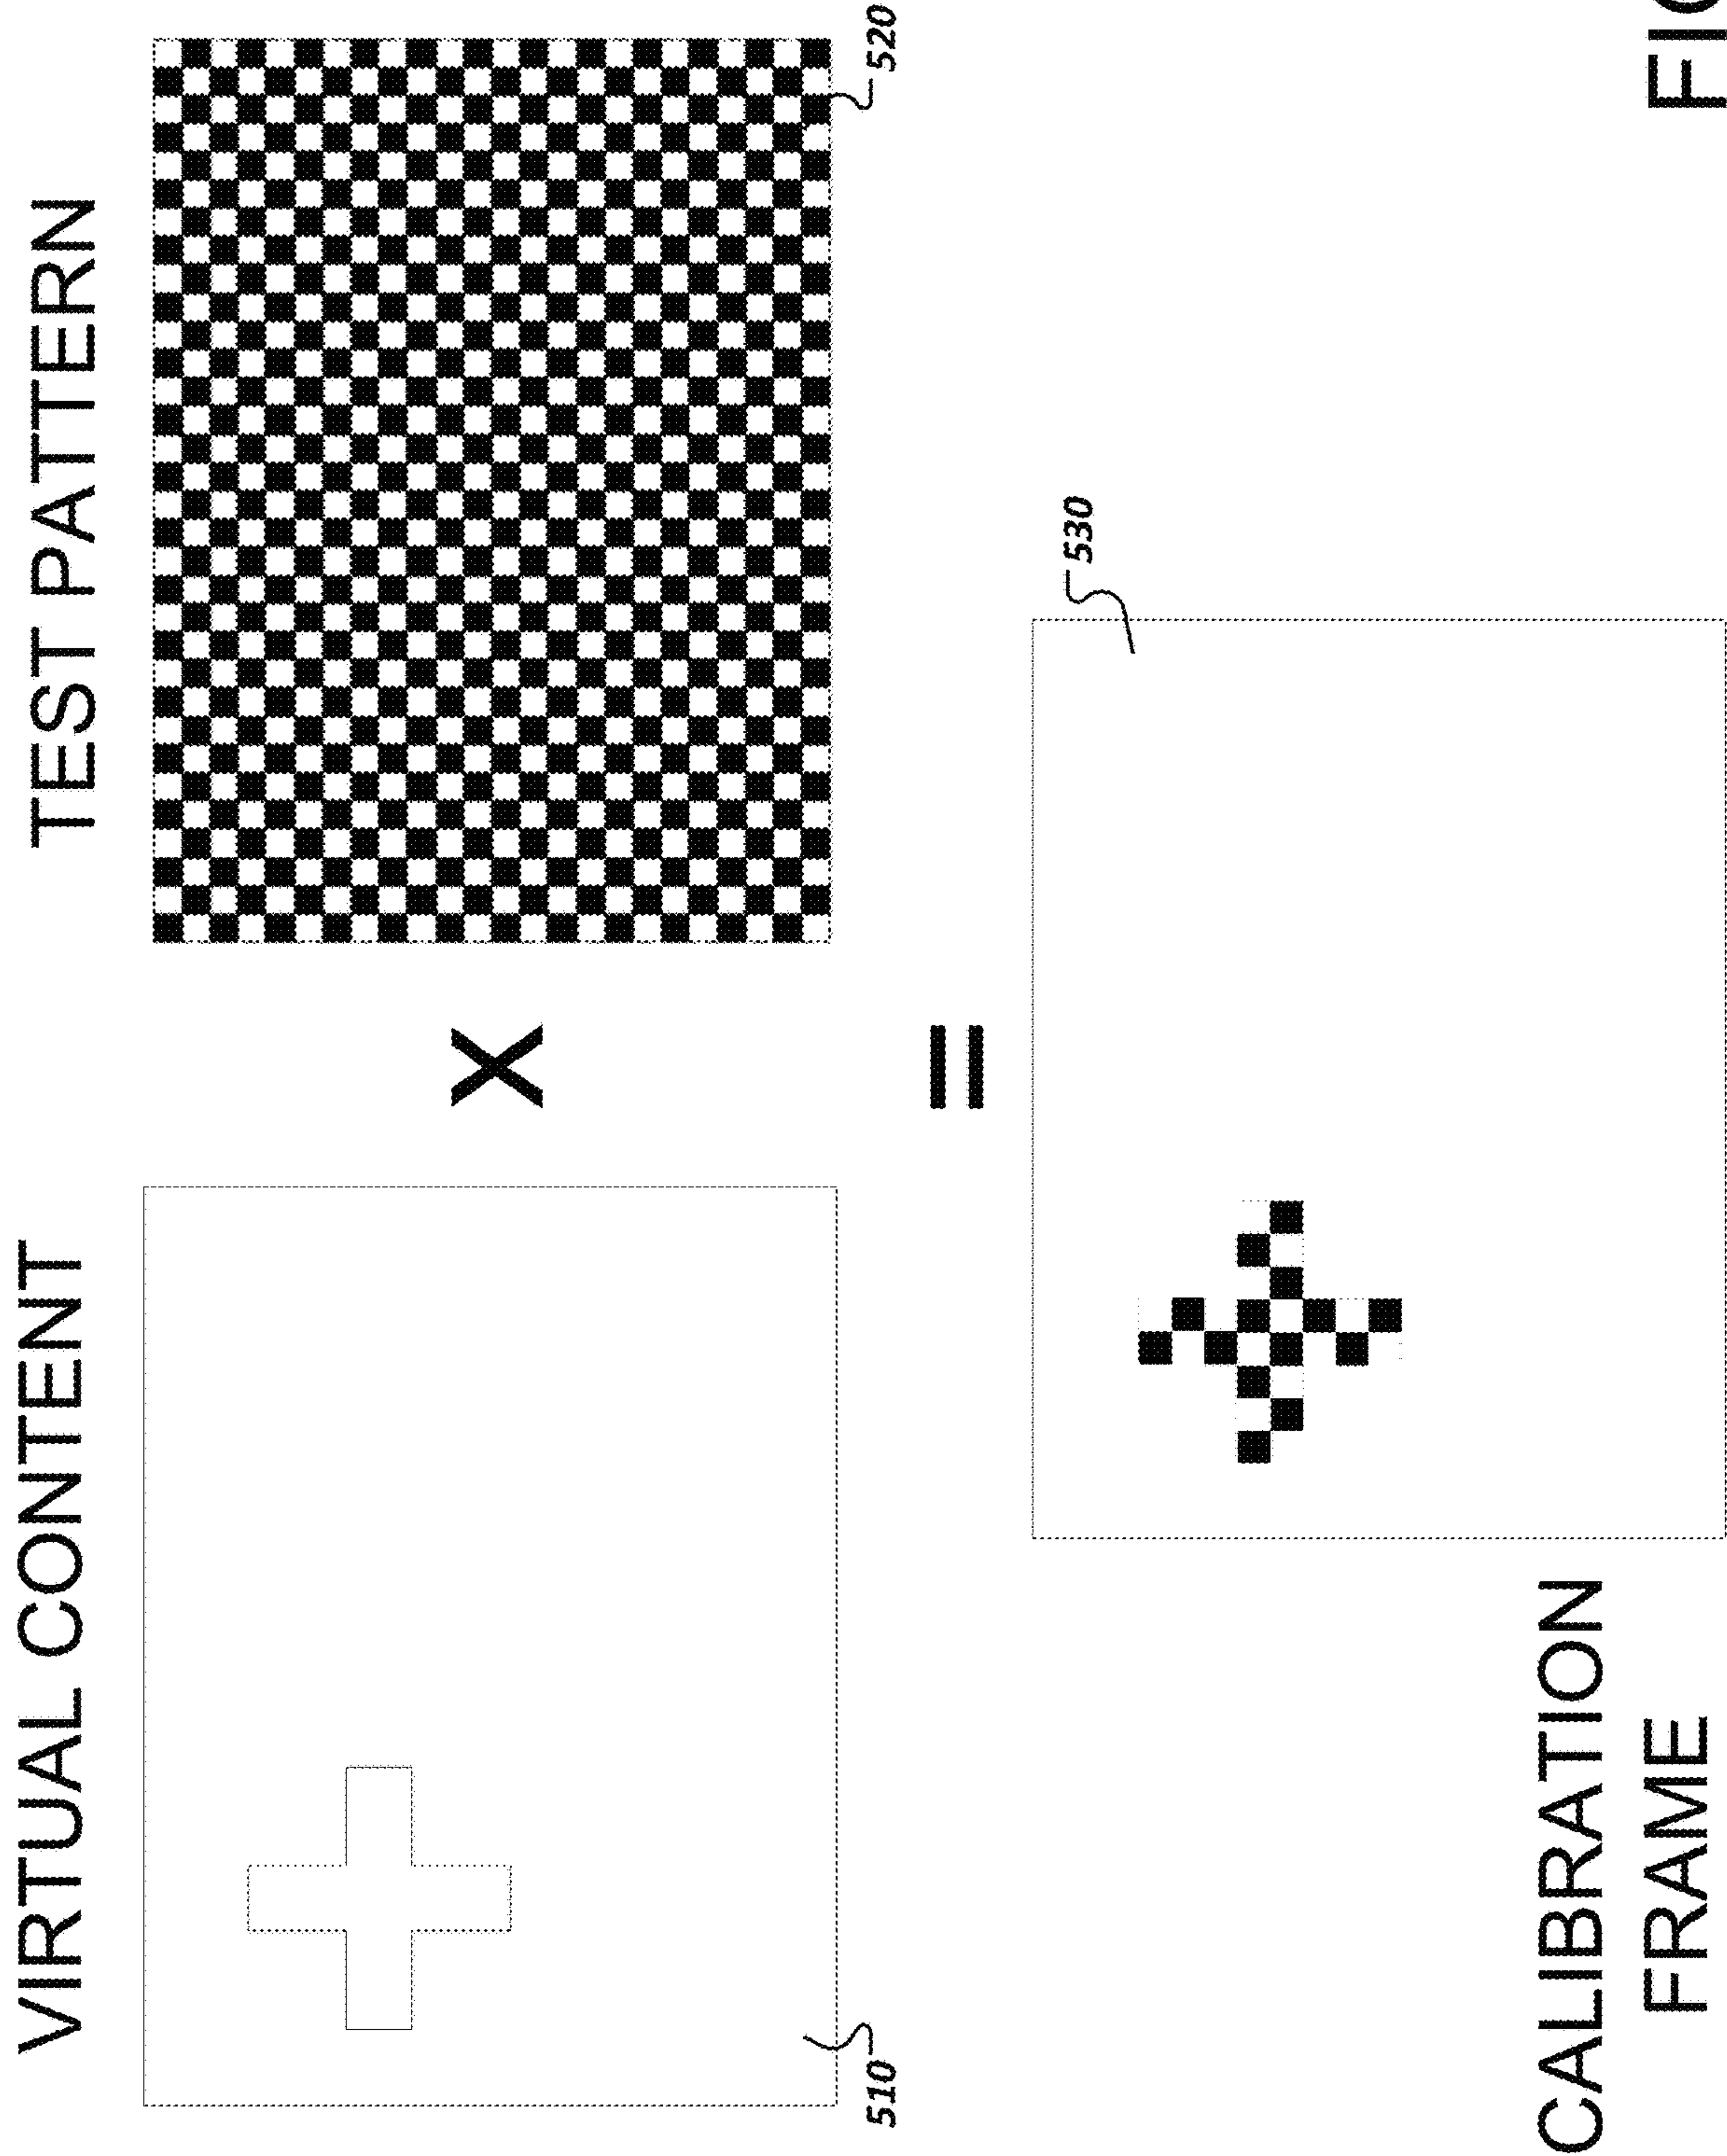 VIRTUAL CONTENT
TEST PATTERN
X
510
520
=
530
CALIBRATION
FRAME